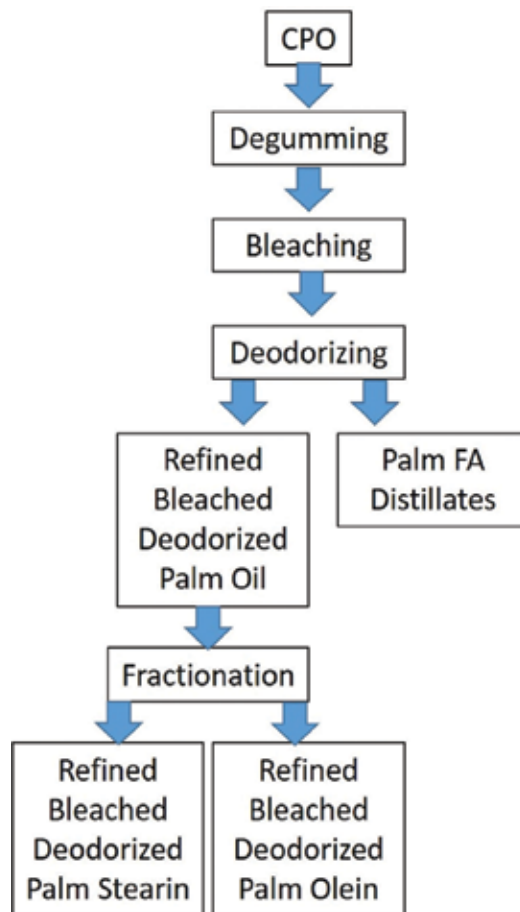 CPO
Degumming
Bleaching
Deodorizing
Refined
Bleached
Deodorized
Palm Oil
Palm FA
Distillates
Fractionation
Refined
Bleached
Deodorized
Palm Stearin
Refined
Bleached
Deodorized
Palm Olein